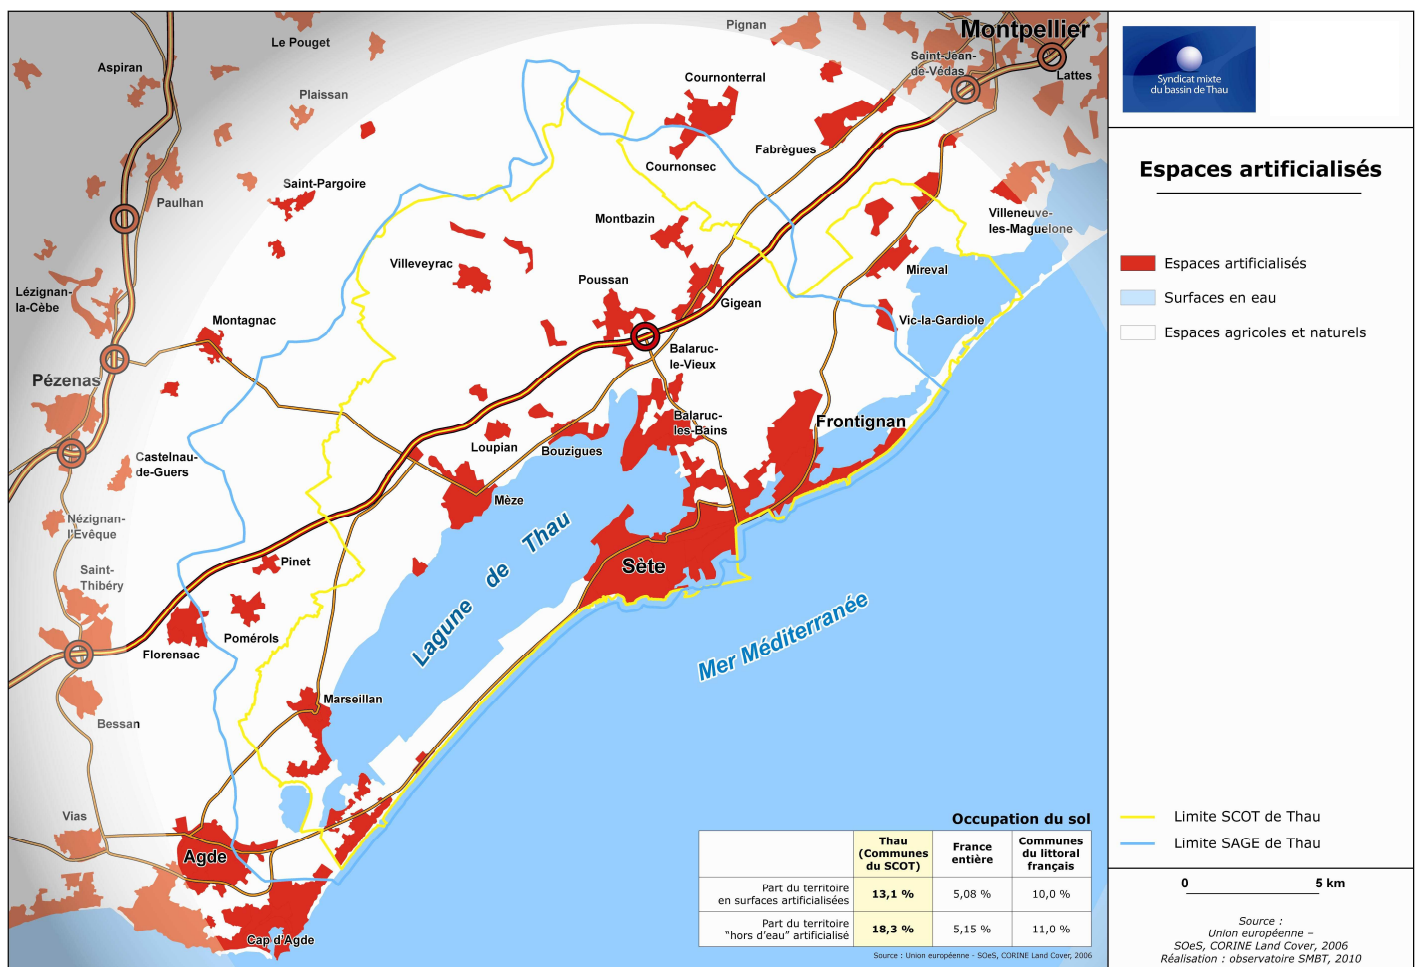 Le Pouget
Pignan
Montpellier
Aspiran
Saint-Jean-
de-Védas
Lattes
Cournonterral
Plaissan
Fabrègues
Cournonsec
Saint-Pargoire
Paulhan
Montbazin
Villeneuve-
les-Maguelone
Villeveyrac
Mireval
Poussan
Lézignan-
la-Cèbe
Gigean
Montagnac
Vic-la-Gardiole
Balaruc-
le-Vieux
Pézenas
Balaruc-
les-Bains
Frontignan
Loupian
Bouzigues
Castelnau-
de-Guers
Mèze
Nézignan-
l'Evêque
Lagune de Thau
Pinet
Sète
Saint-
Thibéry
Pomérols
Florensac
Mer Méditerranée
Marseillan
Bessan
Vias
Agde
Cap d'Agde
Occupation du sol
Thau
(Communes
du SCOT)
France
entière
Communes
du littoral
français
Part du territoire
en surfaces artificialisées
13,1 %
5,08 %
10,0 %
Part du territoire
"hors d'eau" artificialisé
18,3 %
5,15 %
11,0 %
Source : Union européenne - SOeS, CORINE Land Cover, 2006
Syndicat mixte
du bassin de Thau
Espaces artificialisés
Espaces artificialisés
Surfaces en eau
Espaces agricoles et naturels
Limite SCOT de Thau
Limite SAGE de Thau
0 5 km
Source :
Union européenne –
SOeS, CORINE Land Cover, 2006
Réalisation : observatoire SMBT, 2010